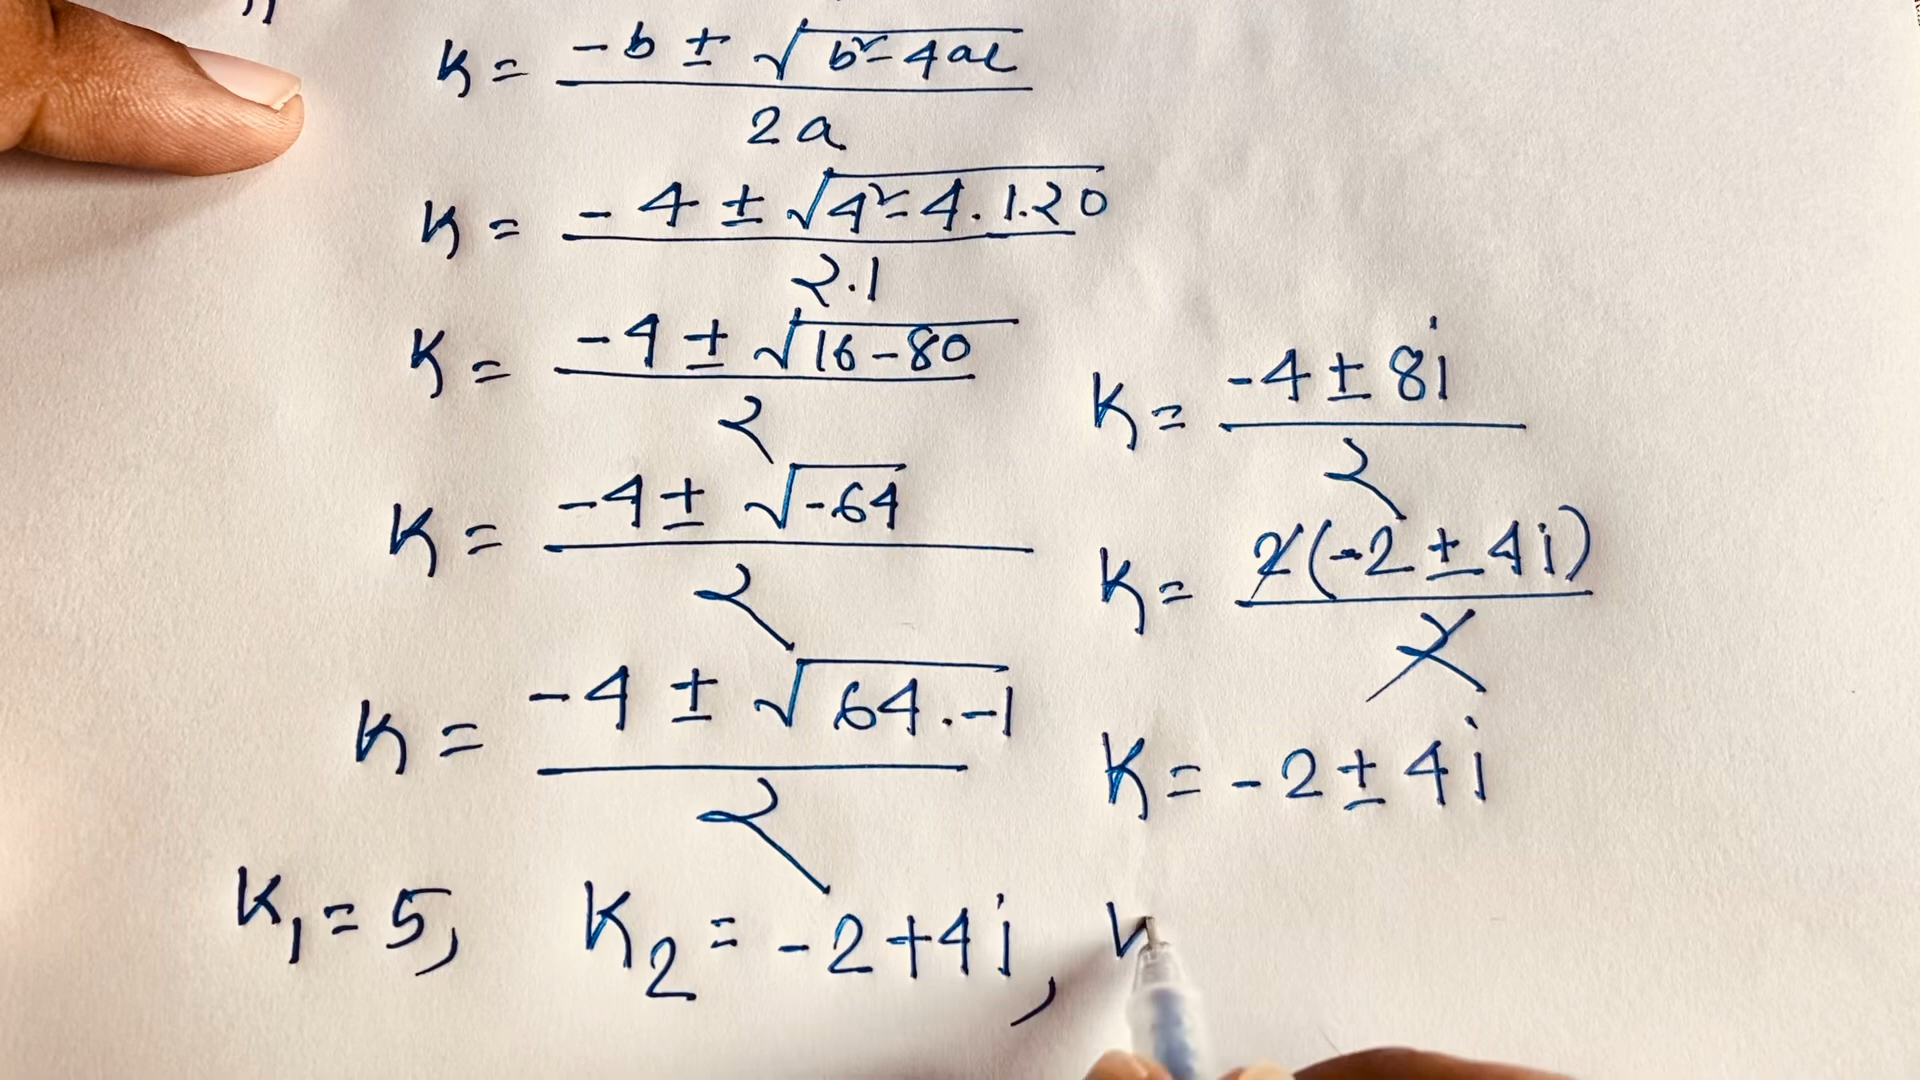 K = (-b ± √(b² - 4ac)) / 2a
K = (-4 ± √(4² - 4.1.20)) / 2.1
K = (-4 ± √(16 - 80)) / 2
K = (-4 ± √-64) / 2
K = (-4 ± √(64.-1)) / 2
K = (-4 ± 8i) / 2
K = 2(-2 ± 4i) / 2
K = -2 ± 4i
K₁ = 5, K₂ = -2+4i,